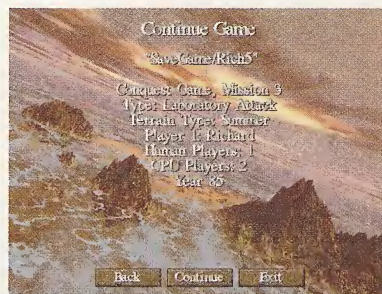 Continue Game
"SaveGame/Rich5"
Conquest Game, Mission 3
Type: Laboratory Attack
Terrain Type: Summer
Player 1: Richard
Human Players: 1
CPU Players: 2
Year 85
Back Continue Exit